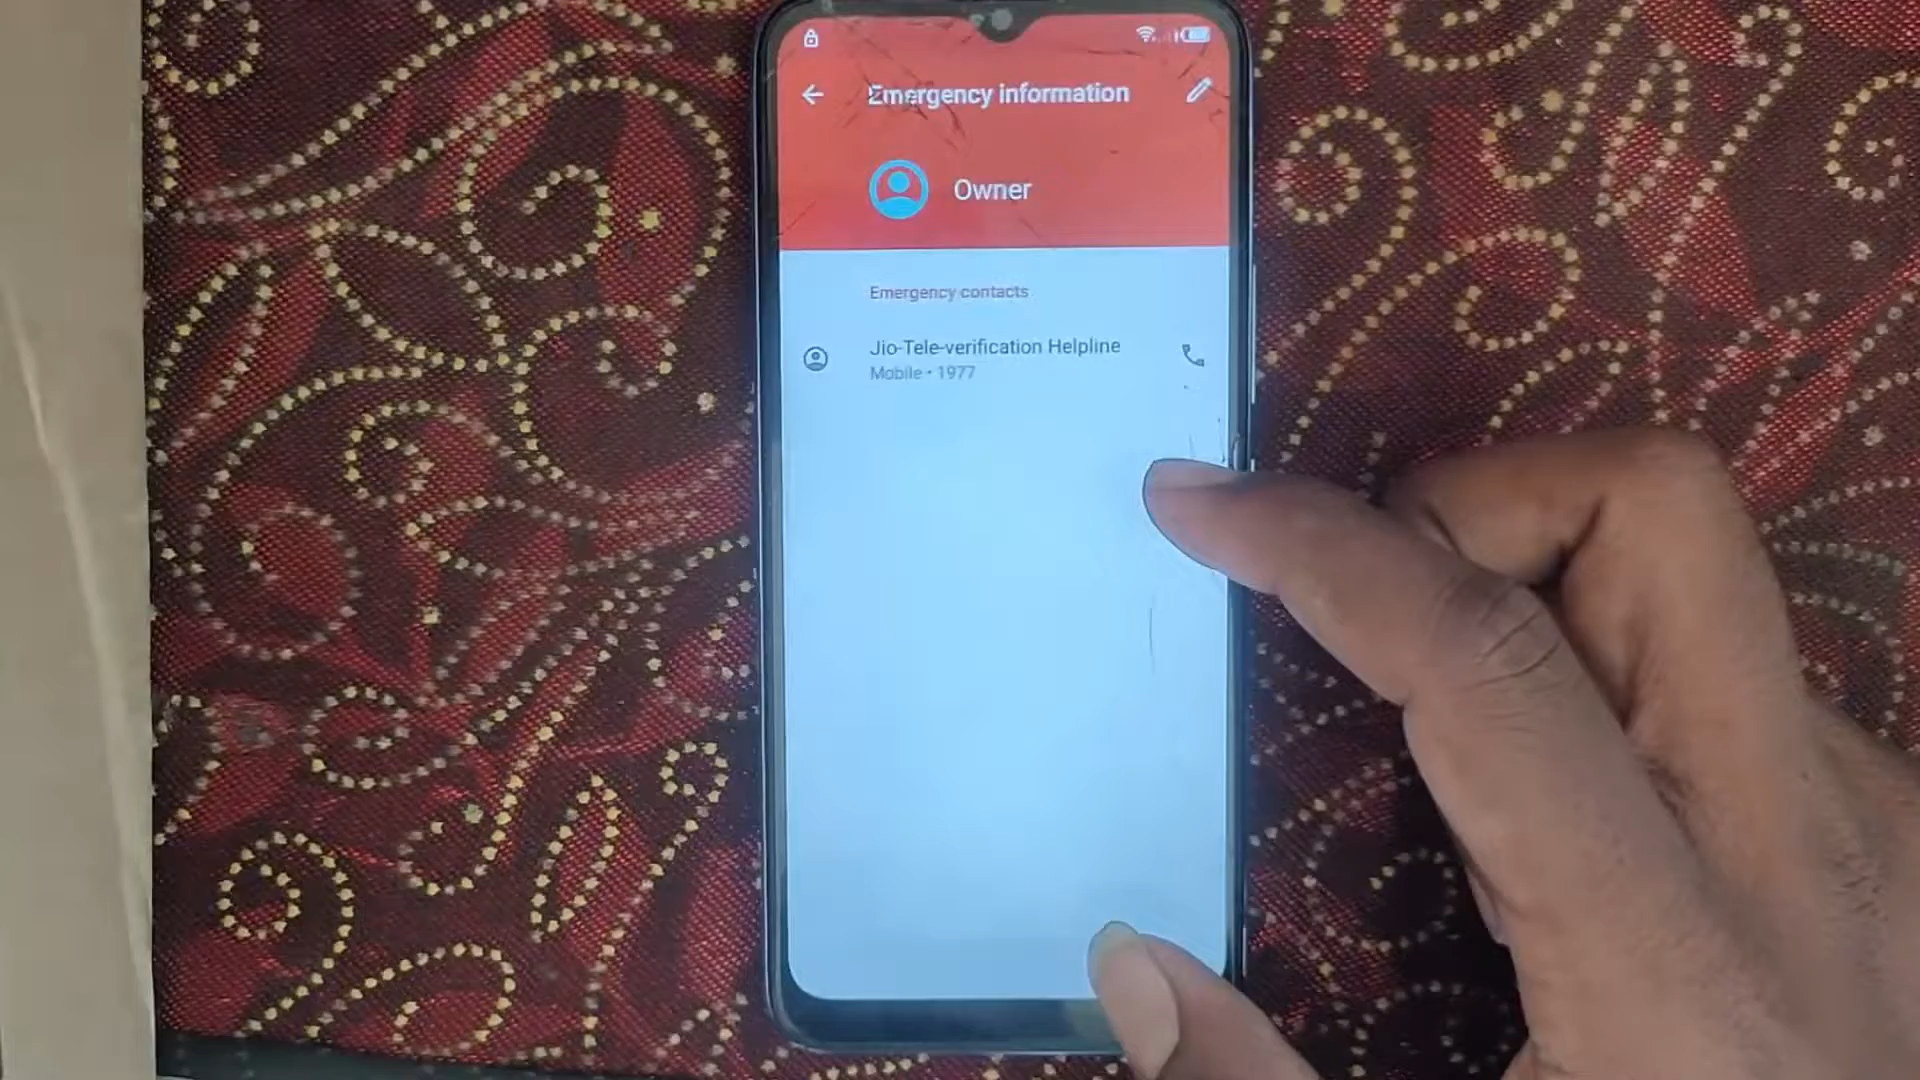 Emergency information
Owner
Emergency contacts
Jio-Tele-verification Helpline
Mobile • 1977